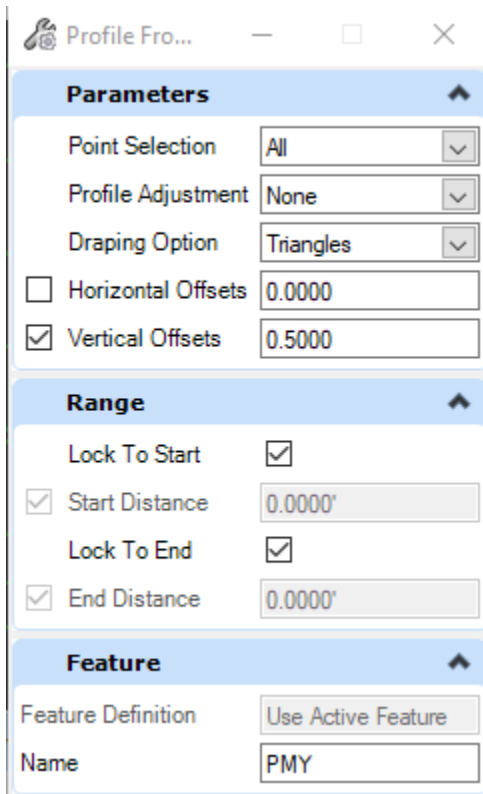 Profile Fro...
Parameters
Point Selection All
Profile Adjustment None
Draping Option Triangles
Horizontal Offsets 0.0000
Vertical Offsets 0.5000
Range
Lock To Start
Start Distance 0.0000'
Lock To End
End Distance 0.0000'
Feature
Feature Definition Use Active Feature
Name PMY